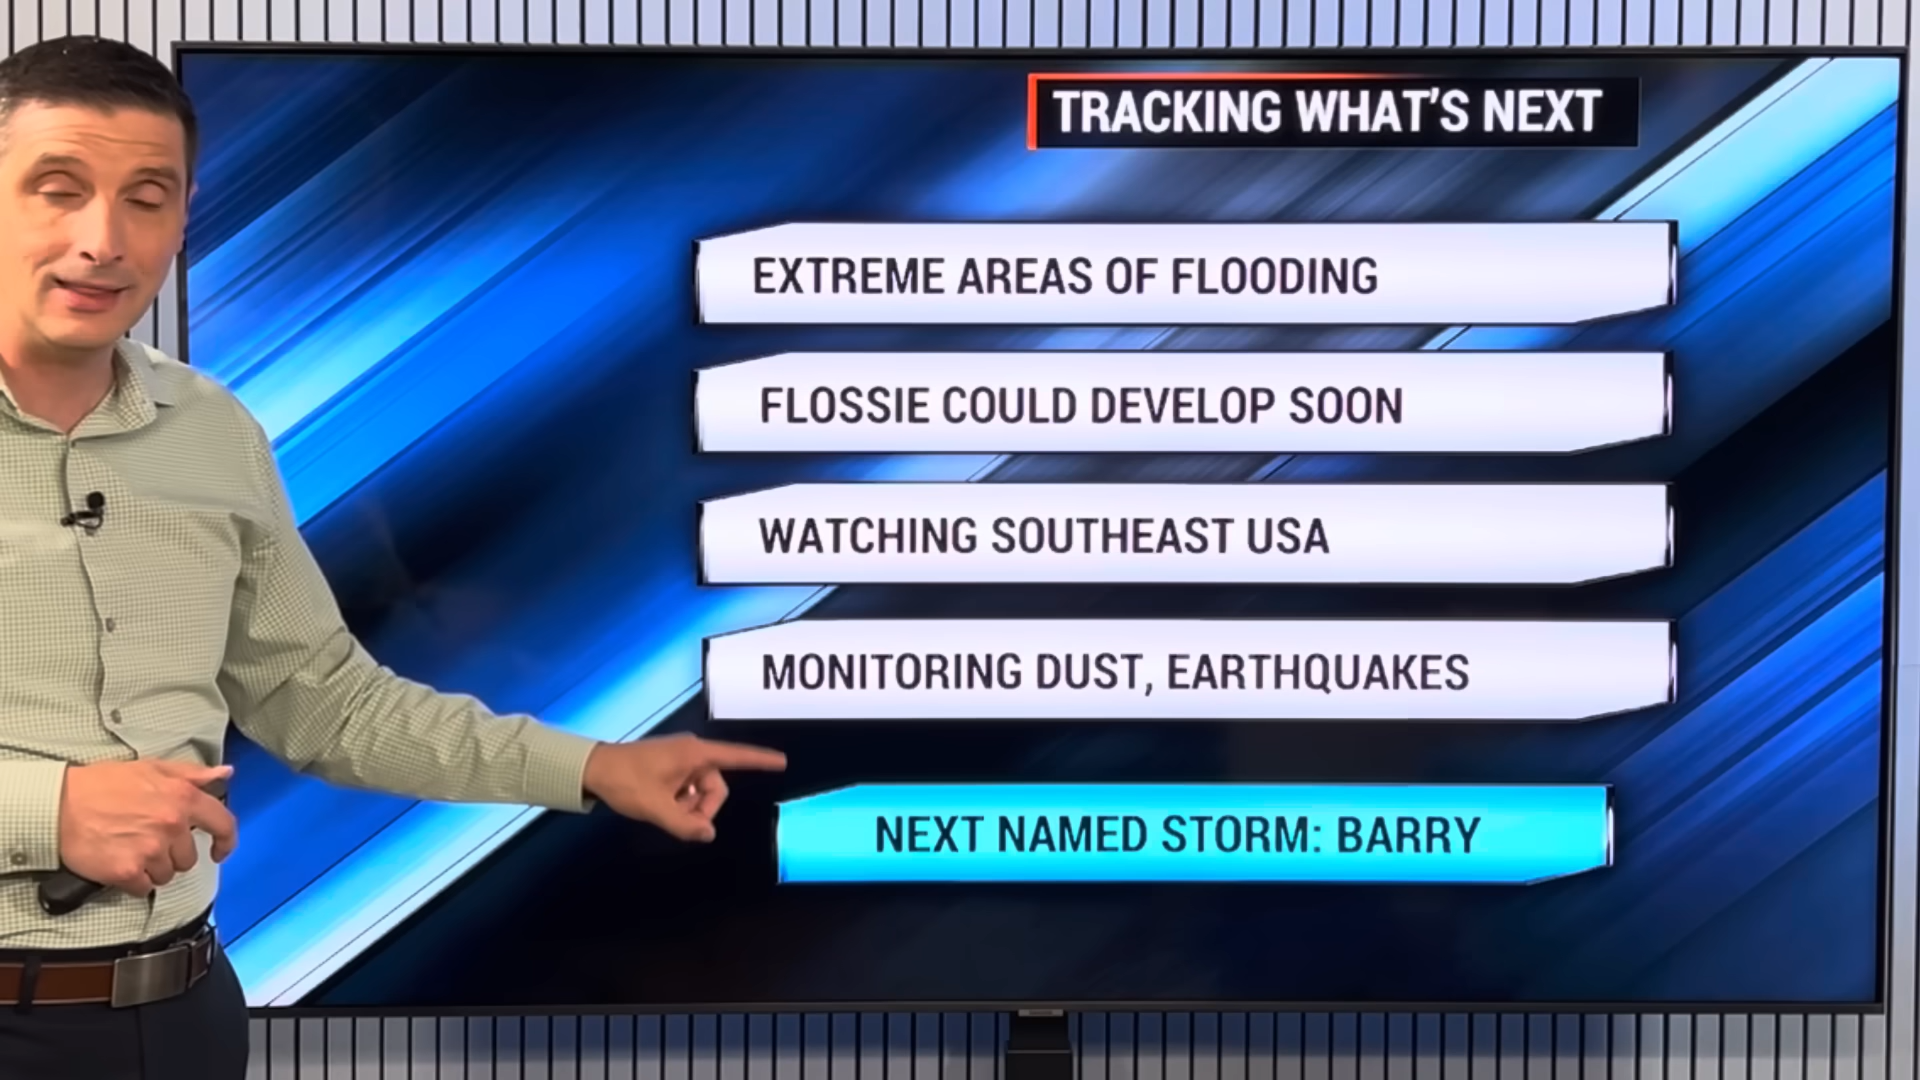 TRACKING WHAT'S NEXT
EXTREME AREAS OF FLOODING
FLOSSIE COULD DEVELOP SOON
WATCHING SOUTHEAST USA
MONITORING DUST, EARTHQUAKES
NEXT NAMED STORM: BARRY